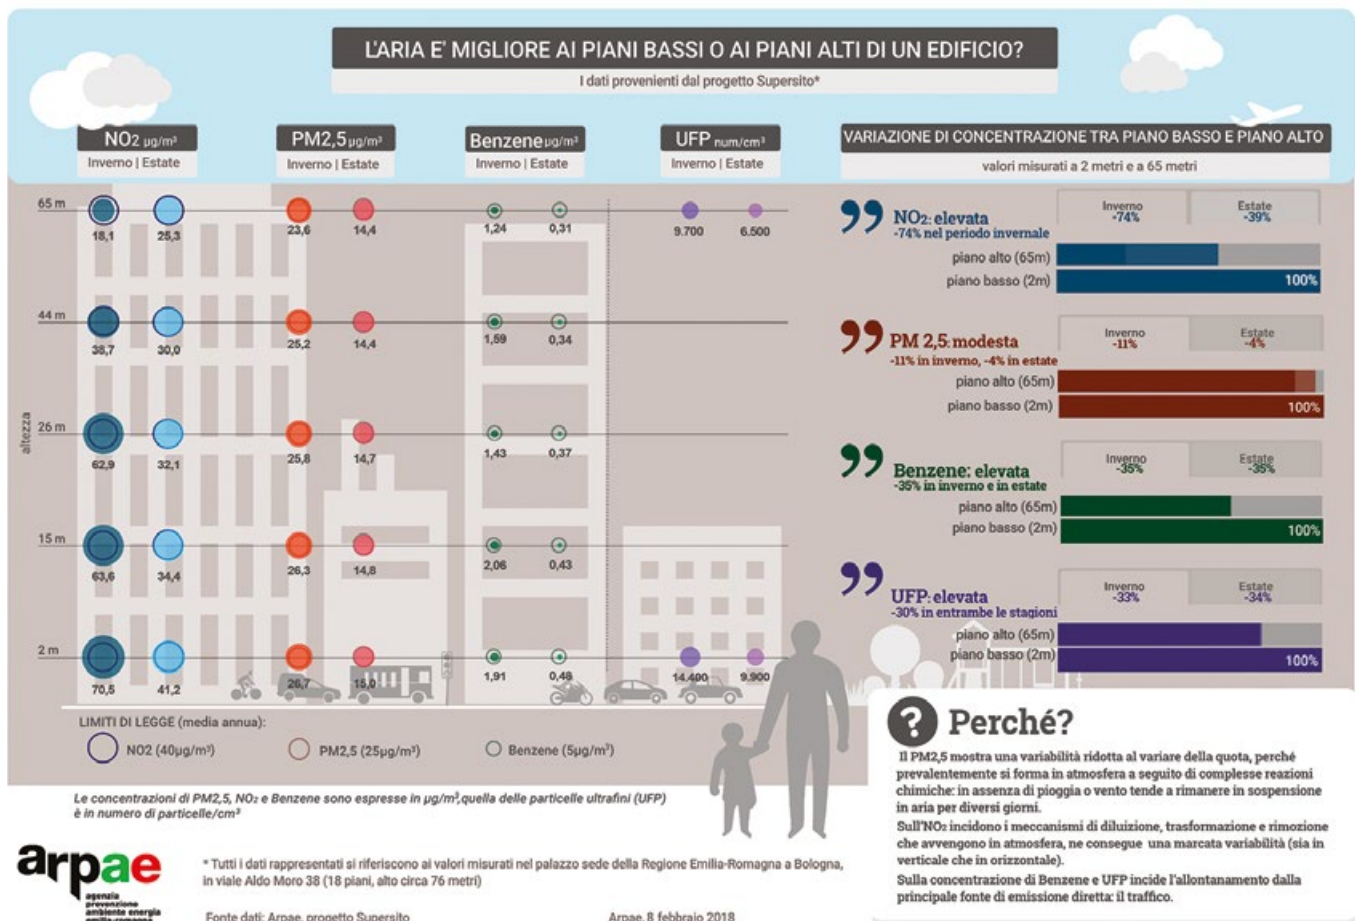 L'ARIA E' MIGLIORE AI PIANI BASSI O AI PIANI ALTI DI UN EDIFICIO?
I dati provenienti dal progetto Supersito*
NO2 µg/m³
Inverno | Estate
PM2,5 µg/m³
Inverno | Estate
Benzene µg/m³
Inverno | Estate
UFP num/cm³
Inverno | Estate
altezza
65 m
18,1 25,3 23,6 14,4 1,24 0,31 9.700 6.500
44 m
38,7 30,0 25,2 14,4 1,59 0,34
26 m
62,9 32,1 25,8 14,7 1,43 0,37
15 m
63,6 34,4 26,3 14,8 2,06 0,43
2 m
70,5 41,2 26,7 15,0 1,91 0,48 14.400 9.900
LIMITI DI LEGGE (media annua):
NO2 (40µg/m³) PM2,5 (25µg/m³) Benzene (5µg/m³)
Le concentrazioni di PM2,5, NO2 e Benzene sono espresse in µg/m³,quella delle particelle ultrafini (UFP)
è in numero di particelle/cm³
VARIAZIONE DI CONCENTRAZIONE TRA PIANO BASSO E PIANO ALTO
valori misurati a 2 metri e a 65 metri
NO2: elevata
-74% nel periodo invernale
Inverno
-74%
Estate
-39%
piano alto (65m)
piano basso (2m)
100%
PM 2,5: modesta
-11% in inverno, -4% in estate
Inverno
-11%
Estate
-4%
piano alto (65m)
piano basso (2m)
100%
Benzene: elevata
-35% in inverno e in estate
Inverno
-35%
Estate
-35%
piano alto (65m)
piano basso (2m)
100%
UFP: elevata
-30% in entrambe le stagioni
Inverno
-33%
Estate
-34%
piano alto (65m)
piano basso (2m)
100%
? Perché?
Il PM2,5 mostra una variabilità ridotta al variare della quota, perché
prevalentemente si forma in atmosfera a seguito di complesse reazioni
chimiche: in assenza di pioggia o vento tende a rimanere in sospensione
in aria per diversi giorni.
Sull'NO2 incidono i meccanismi di diluizione, trasformazione e rimozione
che avvengono in atmosfera, ne consegue una marcata variabilità (sia in
verticale che in orizzontale).
Sulla concentrazione di Benzene e UFP incide l'allontanamento dalla
principale fonte di emissione diretta: il traffico.
arpae
agenzia
prevenzione
ambiente energia
emilia-romagna
* Tutti i dati rappresentati si riferiscono ai valori misurati nel palazzo sede della Regione Emilia-Romagna a Bologna,
in viale Aldo Moro 38 (18 piani, alto circa 76 metri)
Fonte dati: Arpae, progetto Supersito
Arpae, 8 febbraio 2018